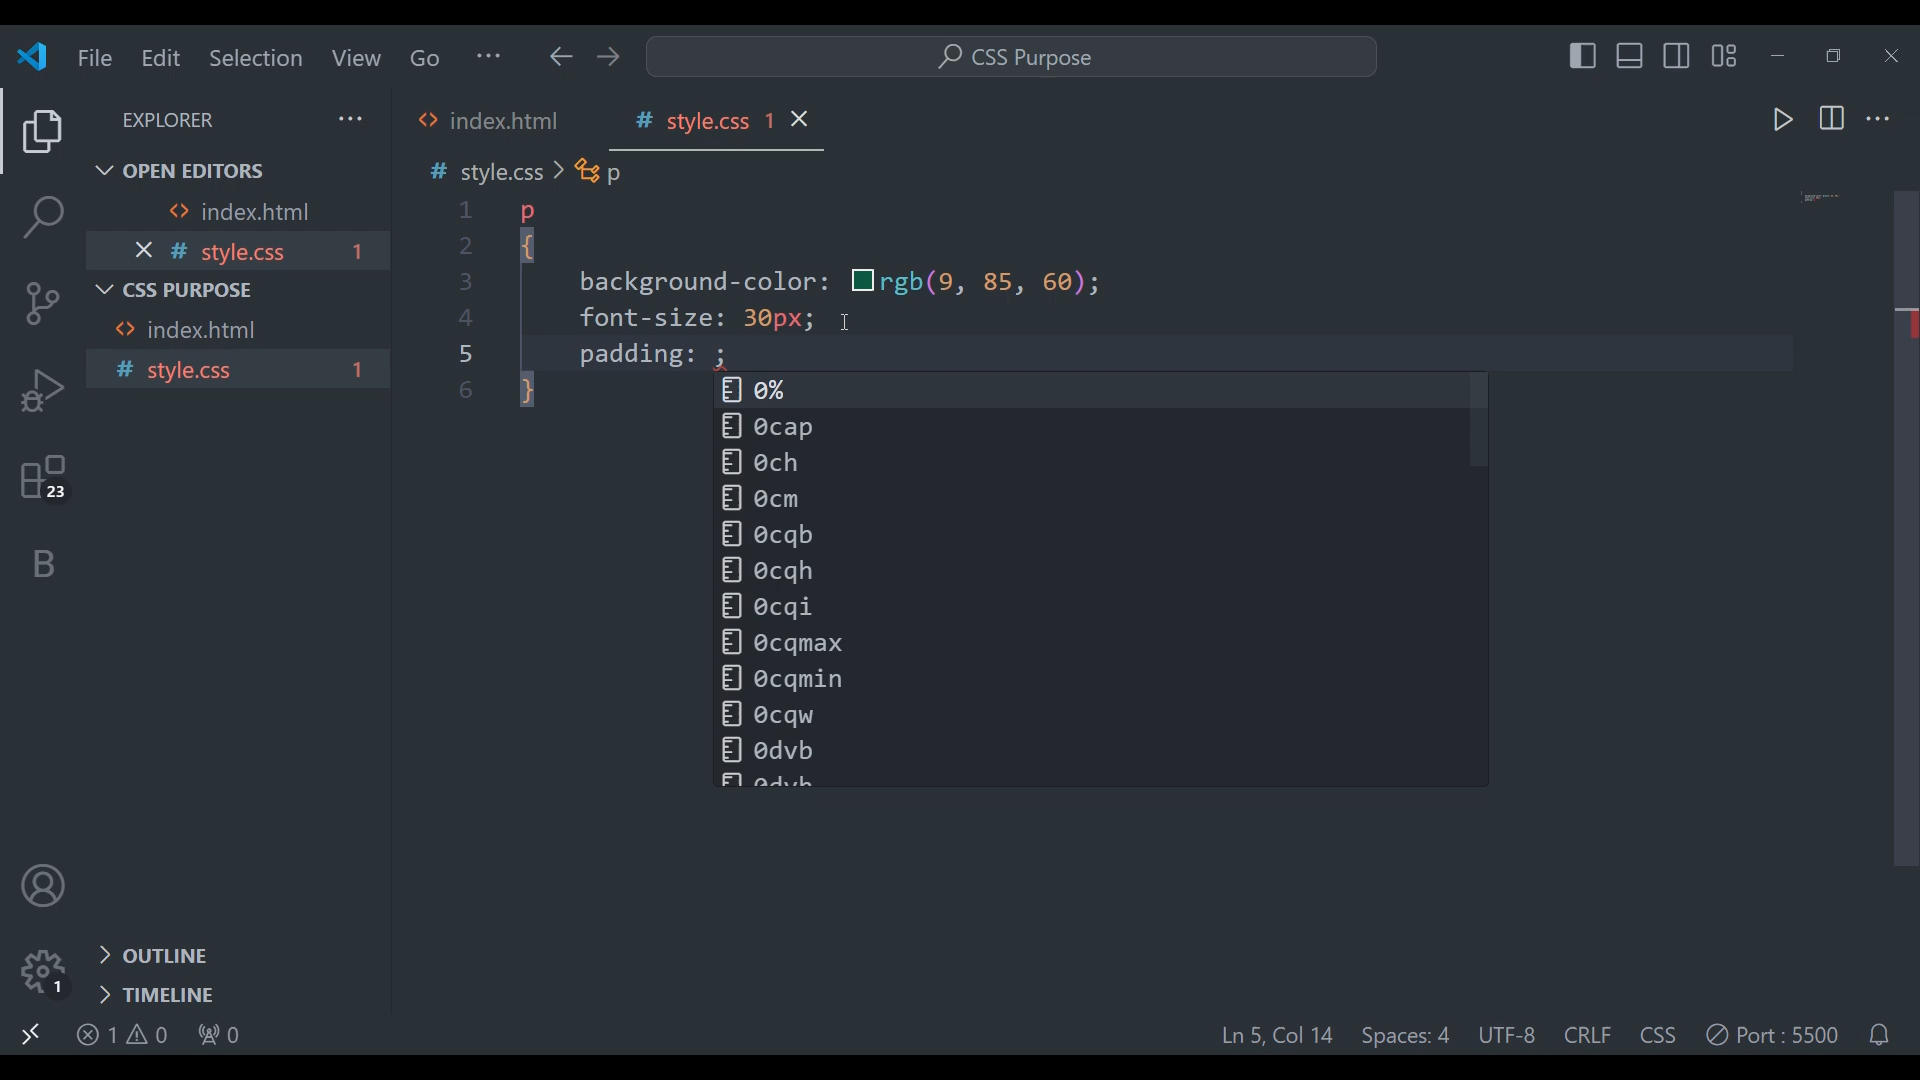 File Edit Selection View Go ··· CSS Purpose
EXPLORER ···
index.html # style.css 1
OPEN EDITORS
index.html
# style.css 1
CSS PURPOSE
index.html
# style.css 1
# style.css > p
1 p
2 {
3 background-color: rgb(9, 85, 60);
4 font-size: 30px;
5 padding: ;
6 }
0%
0cap
0ch
0cm
0cqb
0cqh
0cqi
0cqmax
0cqmin
0cqw
0dvb
0dvh
23
B
OUTLINE
1
TIMELINE
1 0 0 Ln 5, Col 14 Spaces: 4 UTF-8 CRLF CSS Port : 5500